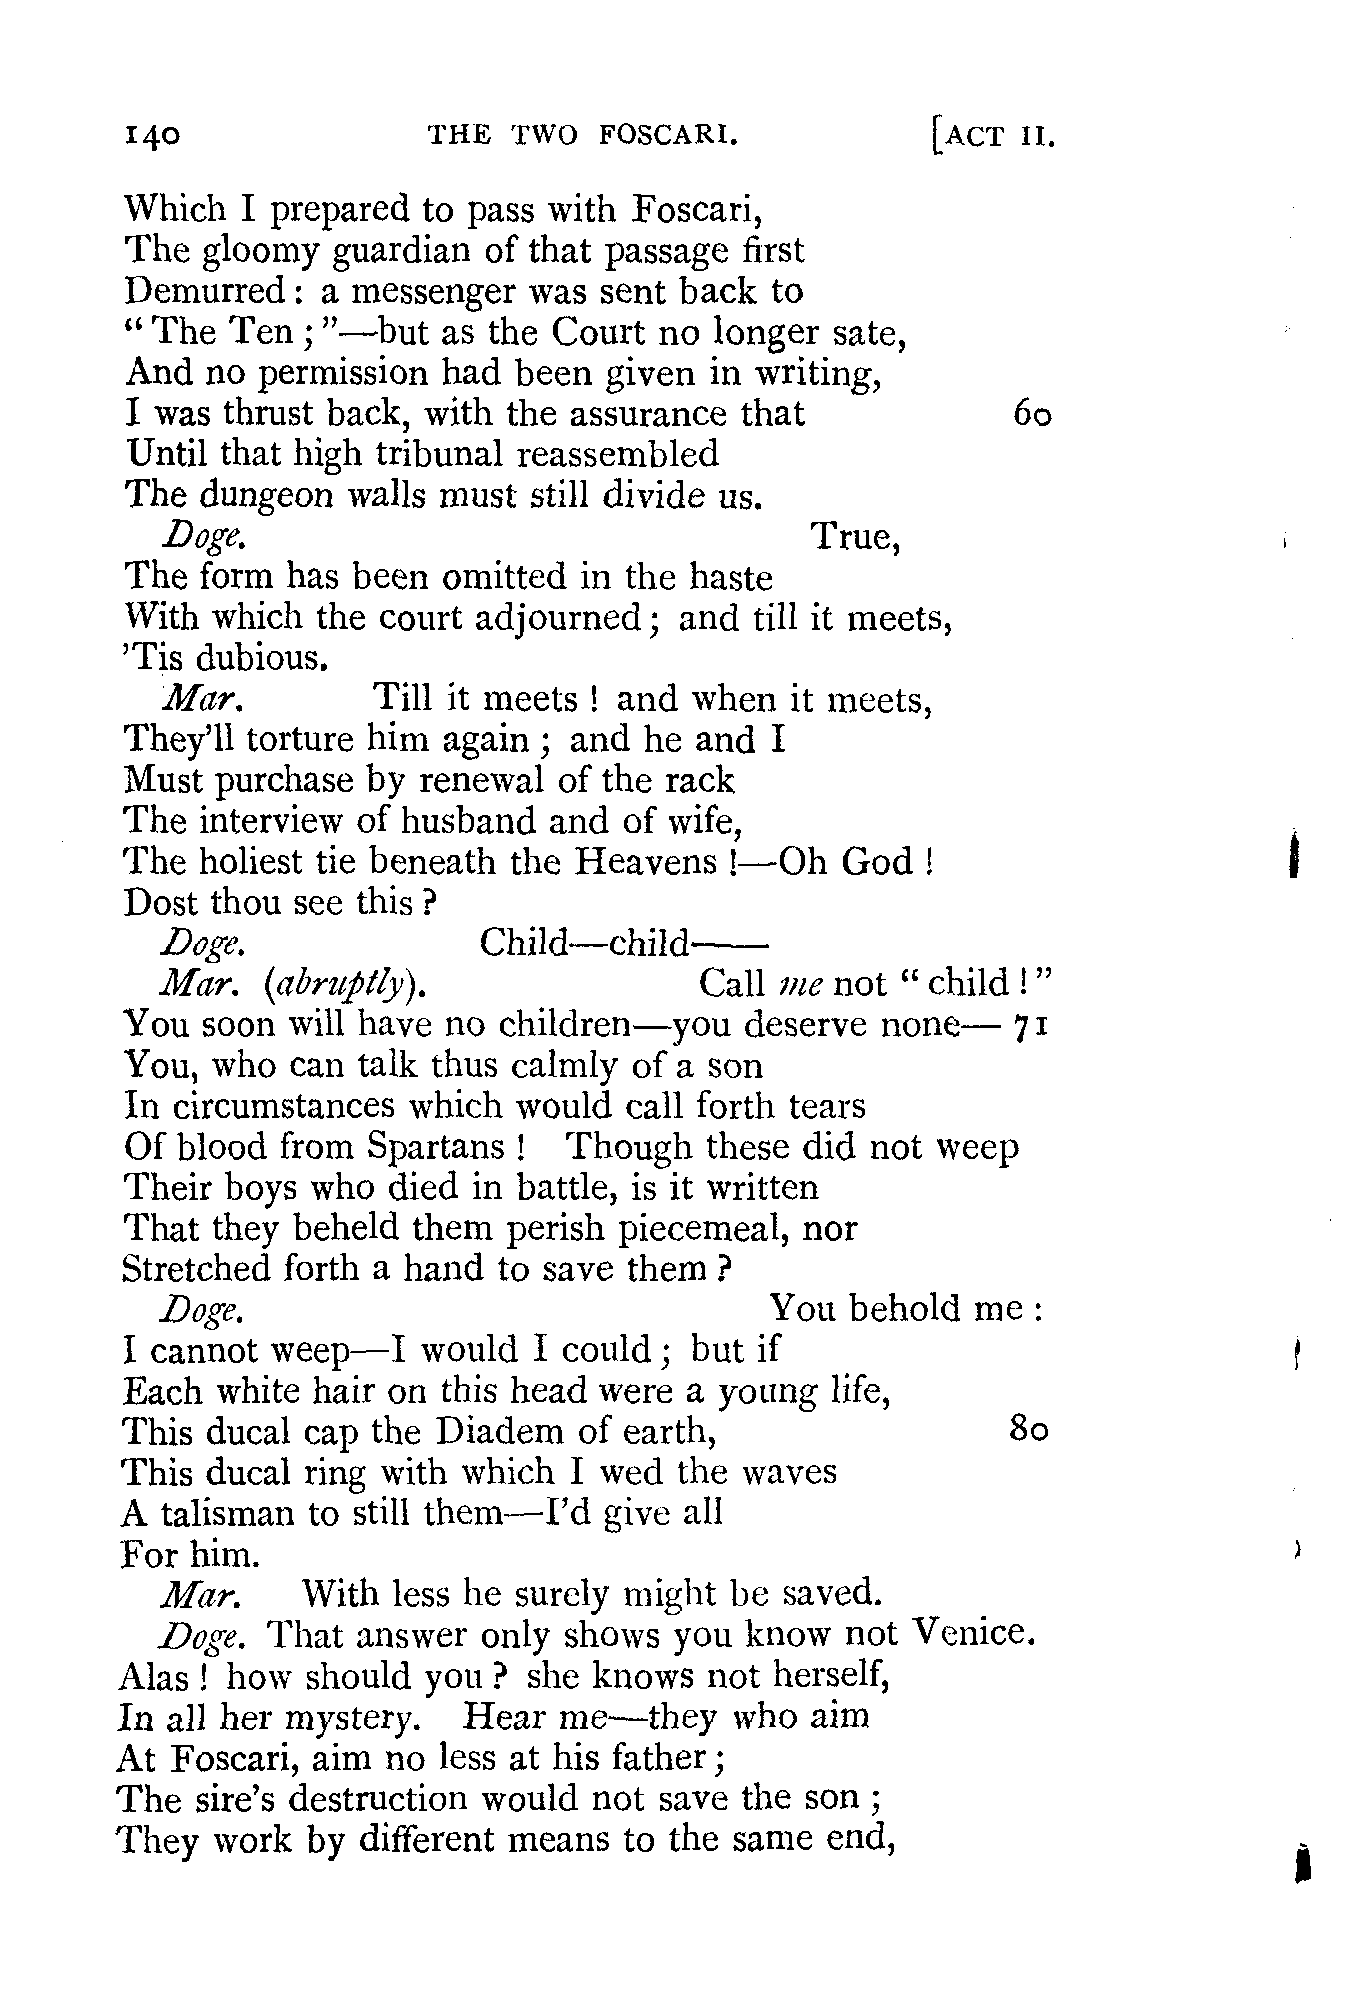 140 THE TWO FOSCARI. [ACT II.
Which I prepared to pass with Foscari,
The gloomy guardian of that passage first
Demurred: a messenger was sent back to
"The Ten;"—but as the Court no longer sate,
And no permission had been given in writing,
I was thrust back, with the assurance that 60
Until that high tribunal reassembled
The dungeon walls must still divide us.
Doge. True,
The form has been omitted in the haste
With which the court adjourned; and till it meets,
'Tis dubious.
Mar. Till it meets! and when it meets,
They'll torture him again; and he and I
Must purchase by renewal of the rack
The interview of husband and of wife,
The holiest tie beneath the Heavens!—Oh God!
Dost thou see this?
Doge. Child—child——
Mar. (abruptly). Call me not "child!"
You soon will have no children—you deserve none— 71
You, who can talk thus calmly of a son
In circumstances which would call forth tears
Of blood from Spartans! Though these did not weep
Their boys who died in battle, is it written
That they beheld them perish piecemeal, nor
Stretched forth a hand to save them?
Doge. You behold me:
I cannot weep—I would I could; but if
Each white hair on this head were a young life,
This ducal cap the Diadem of earth, 80
This ducal ring with which I wed the waves
A talisman to still them—I'd give all
For him.
Mar. With less he surely might be saved.
Doge. That answer only shows you know not Venice.
Alas! how should you? she knows not herself,
In all her mystery. Hear me—they who aim
At Foscari, aim no less at his father;
The sire's destruction would not save the son;
They work by different means to the same end,